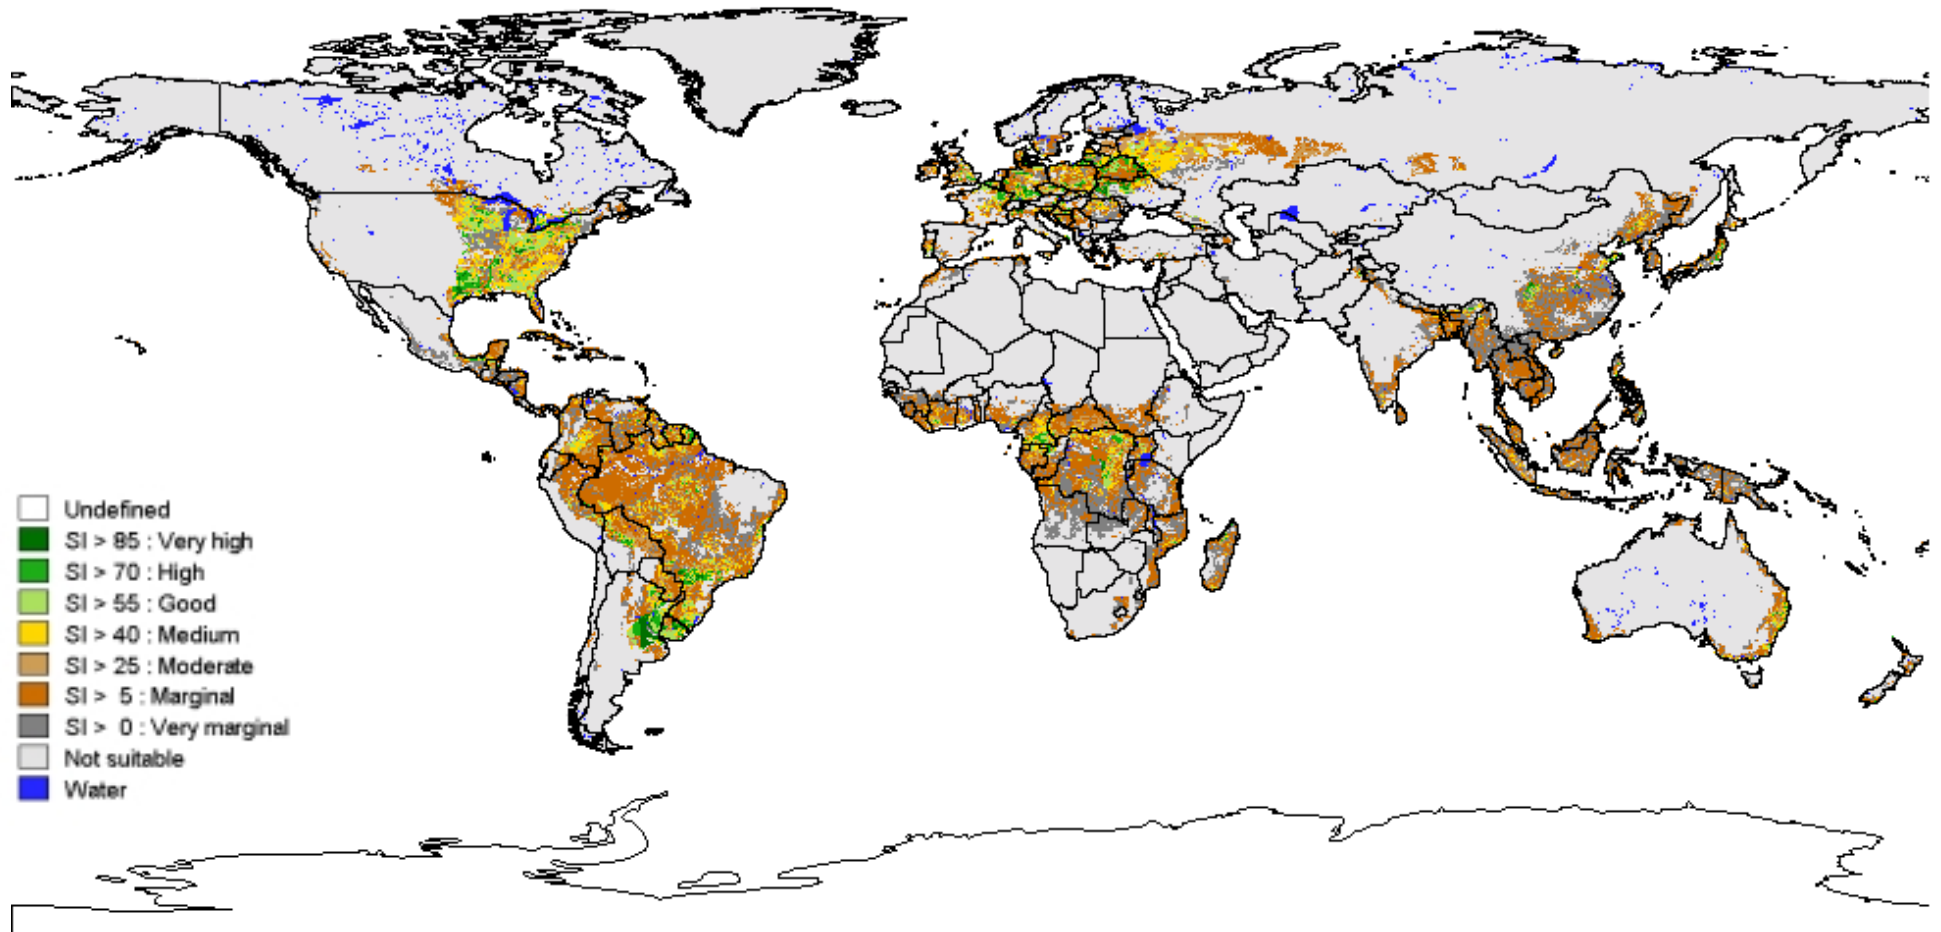 Undefined
SI > 85 : Very high
SI > 70 : High
SI > 55 : Good
SI > 40 : Medium
SI > 25 : Moderate
SI > 5 : Marginal
SI > 0 : Very marginal
Not suitable
Water